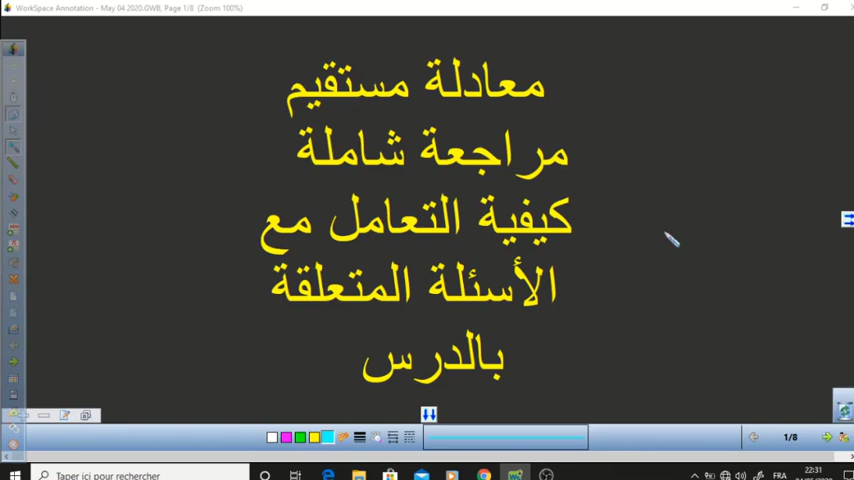 WorkSpace Annotation - May 04 2020.GWB, Page 1/8 (Zoom 100%)
معادلة مستقيم
مراجعة شاملة
كيفية التعامل مع
الأسئلة المتعلقة
بالدرس
1/8
Taper ici pour rechercher
FRA
22:31